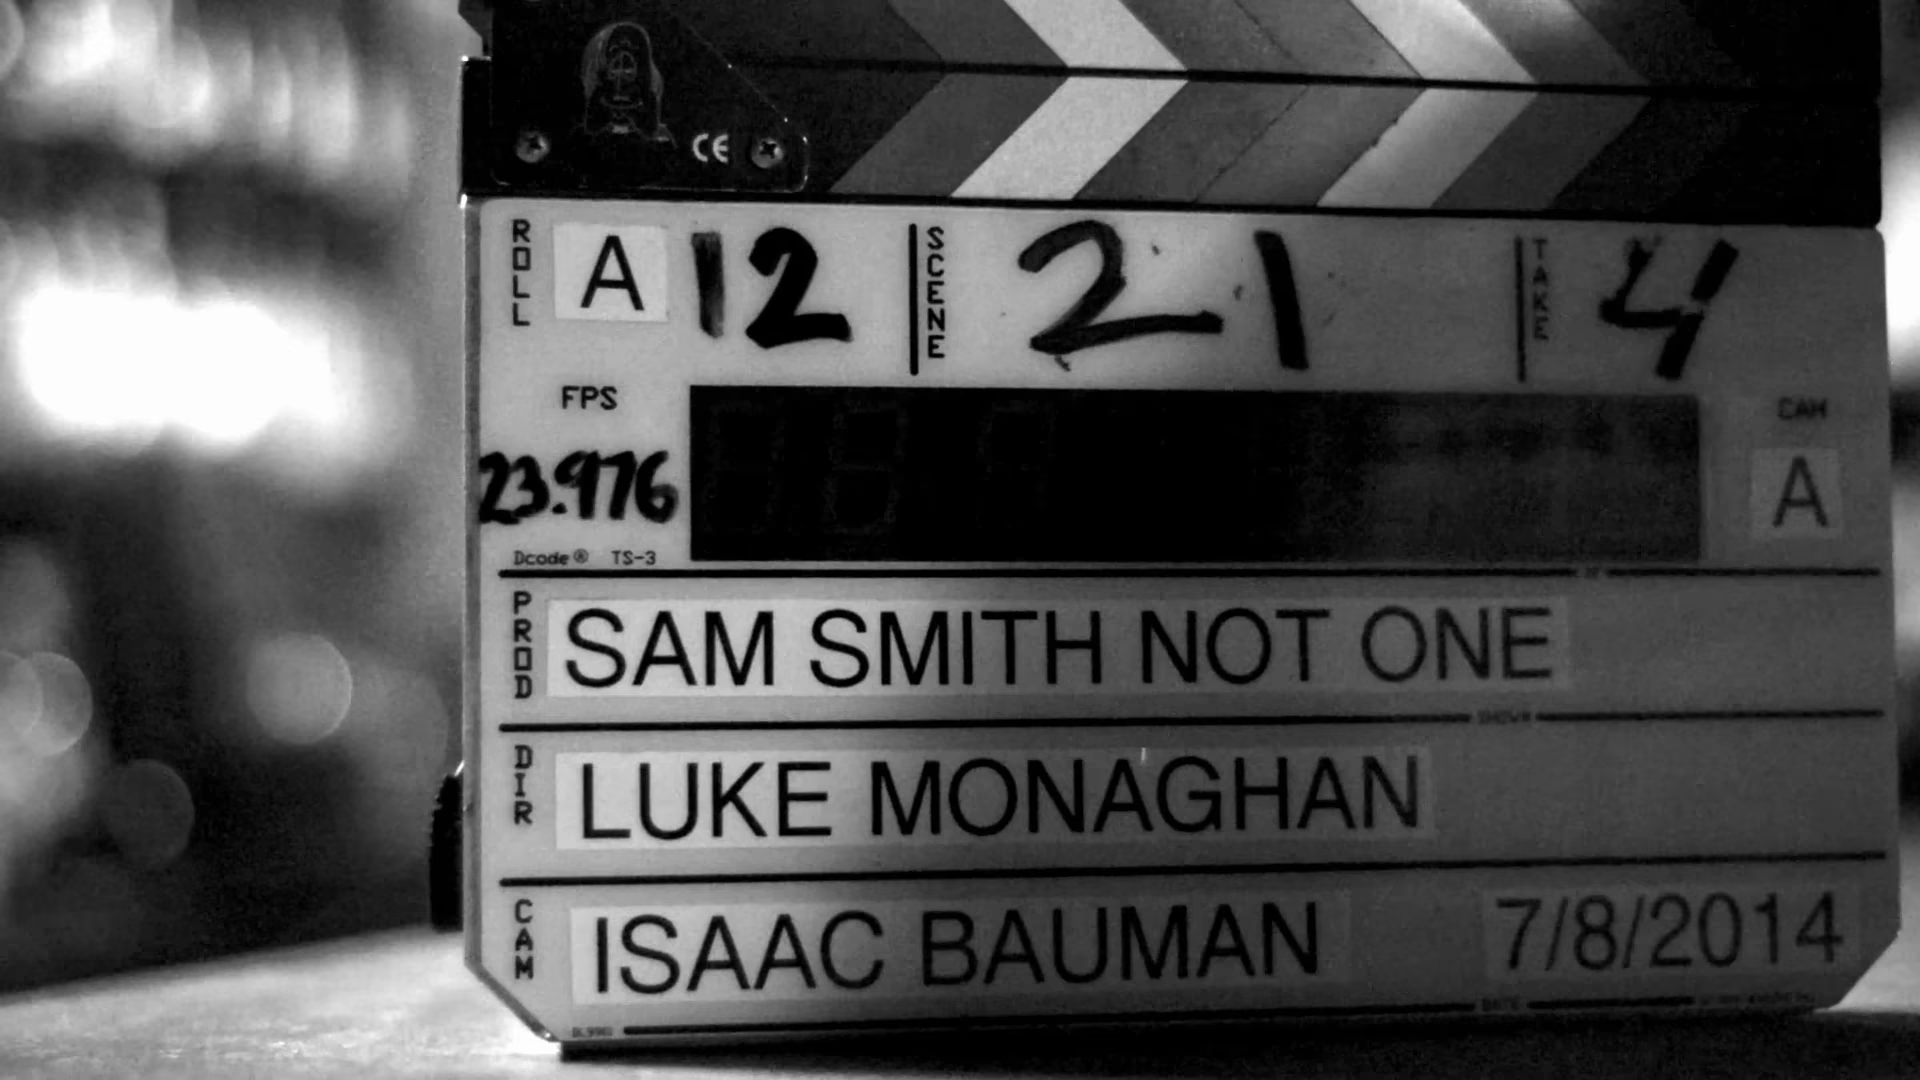 CE
ROLL A 12 SCENE 21 TAKE 4
FPS CAM
23.976 A
Dcode® TS-3
PROD SAM SMITH NOT ONE
DIR LUKE MONAGHAN
CAM ISAAC BAUMAN 7/8/2014
DATE